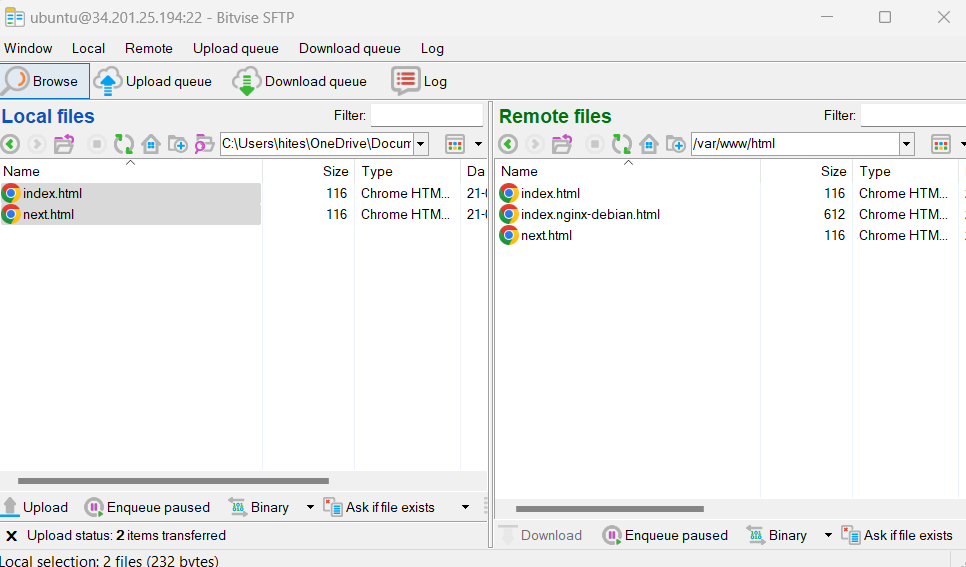 ubuntu@34.201.25.194:22 - Bitvise SFTP
Window Local Remote Upload queue Download queue Log
Browse Upload queue Download queue Log
Local files Filter:
C:\Users\hites\OneDrive\Docum
Name Size Type Da
index.html 116 Chrome HTM... 21-0
next.html 116 Chrome HTM... 21-0
Upload Enqueue paused Binary Ask if file exists
Upload status: 2 items transferred
Local selection: 2 files (232 bytes)
Remote files Filter:
/var/www/html
Name Size Type
index.html 116 Chrome HTM...
index.nginx-debian.html 612 Chrome HTM...
next.html 116 Chrome HTM...
Download Enqueue paused Binary Ask if file exists